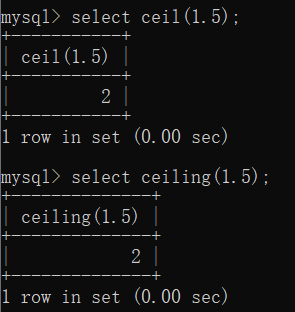 mysql> select ceil(1.5);
+-----------+
| ceil(1.5) |
+-----------+
|         2 |
+-----------+
1 row in set (0.00 sec)
mysql> select ceiling(1.5);
+--------------+
| ceiling(1.5) |
+--------------+
|            2 |
+--------------+
1 row in set (0.00 sec)